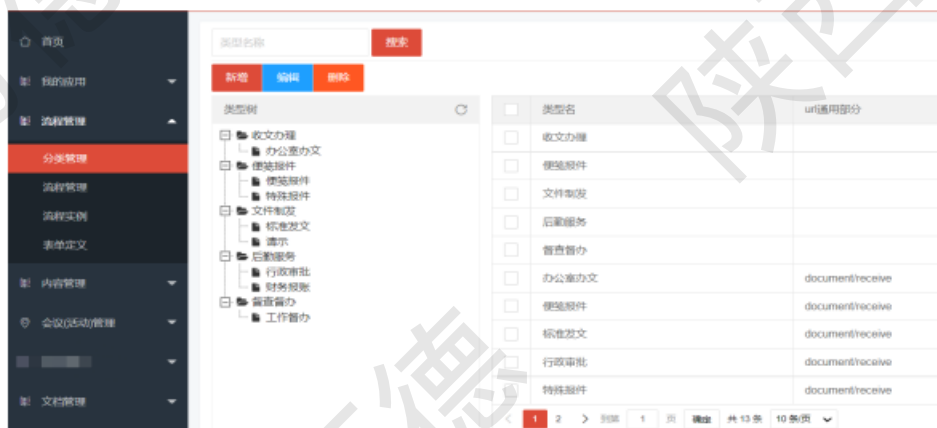 首页
我的应用
流程管理
分类管理
流程管理
流程实例
表单定义
内容管理
会议(活动)管理
文档管理
类型名称 搜索
新增 编辑 删除
类型树
收文办理
办公室办文
便笺报件
便笺报件
特殊报件
文件制发
标准发文
请示
后勤服务
行政审批
财务报账
督查督办
工作督办
类型名 url通用部分
收文办理
便笺报件
文件制发
后勤服务
督查督办
办公室办文 document/receive
便笺报件 document/receive
标准发文 document/receive
行政审批 document/receive
特殊报件 document/receive
1 2 到第 1 页 确定 共 13 条 10 条/页
陕西
德